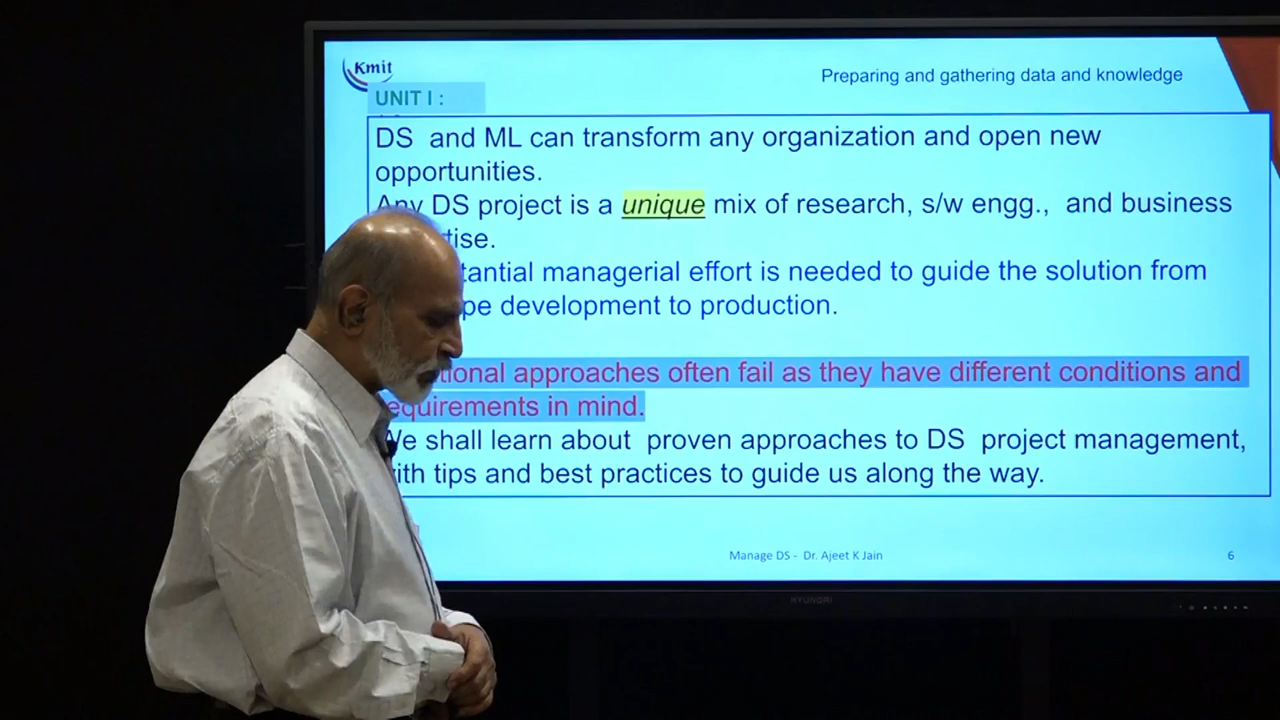 Kmit
Preparing and gathering data and knowledge
UNIT I :
DS and ML can transform any organization and open new
opportunities.
Any DS project is a unique mix of research, s/w engg., and business
tise.
tantial managerial effort is needed to guide the solution from
pe development to production.
tional approaches often fail as they have different conditions and
equirements in mind.
We shall learn about proven approaches to DS project management,
ith tips and best practices to guide us along the way.
Manage DS - Dr. Ajeet K Jain
6
HYUNDAI